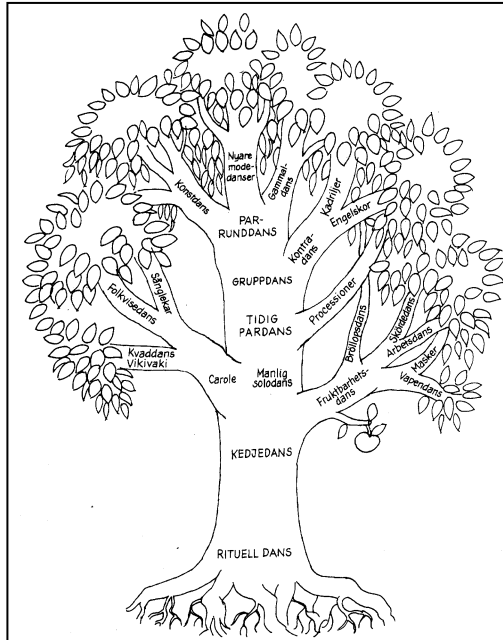 Nyare
mode-
danser
Gammal-
dans
Konstdans
Kadriljer
Engelskor
PAR-
RUNDDANS
Kontra-
dans
Sånglekar
Folkvisedans
GRUPPDANS
Processioner
TIDIG
PARDANS
Bröllopsdans
Skördedans
Arbetsdans
Masker
Vapendans
Kvaddans
Vikivaki
Carole
Manlig
solodans
Fruktbarhets-
dans
KEDJEDANS
RITUELL DANS